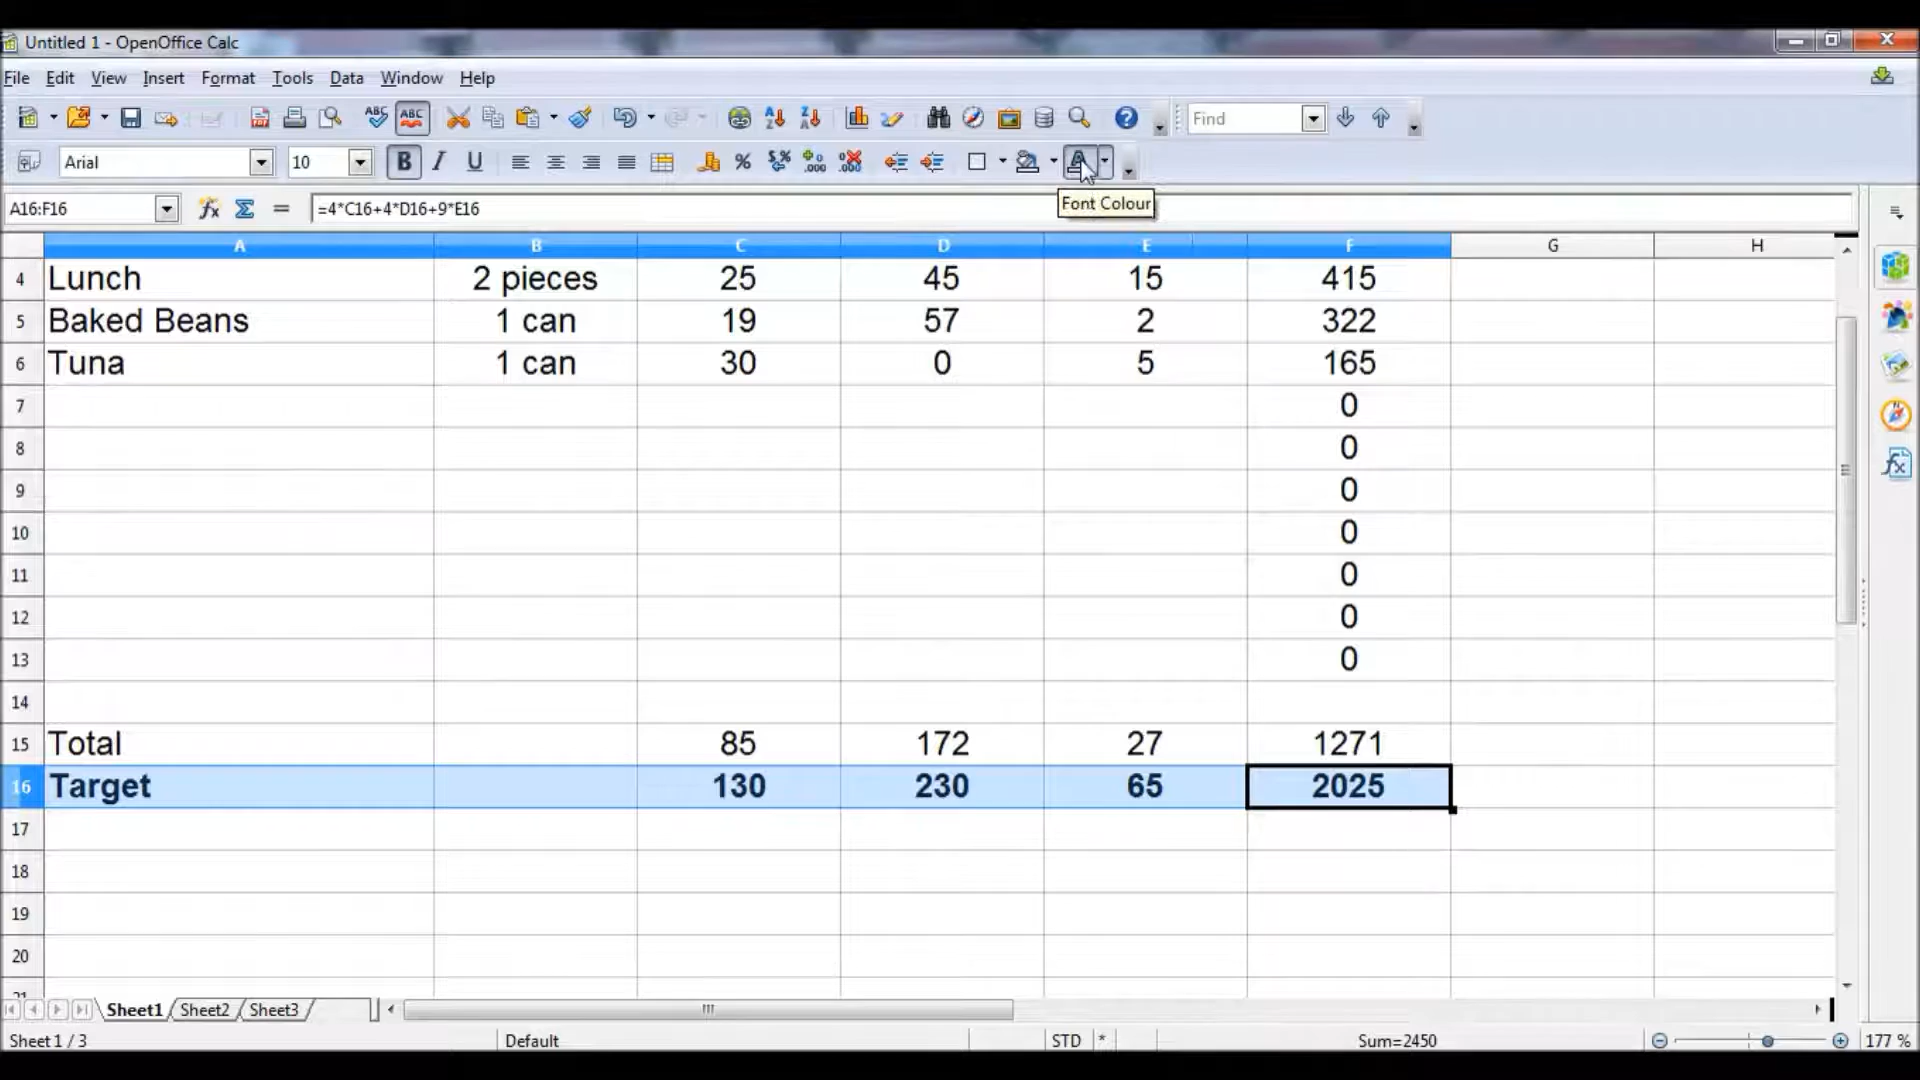 Untitled 1 - OpenOffice Calc
File Edit View Insert Format Tools Data Window Help
Find
Arial 10
A16:F16 =4*C16+4*D16+9*E16
Font Colour
A B C D E F G H
4 Lunch 2 pieces 25 45 15 415
5 Baked Beans 1 can 19 57 2 322
6 Tuna 1 can 30 0 5 165
7 0
8 0
9 0
10 0
11 0
12 0
13 0
14
15 Total 85 172 27 1271
16 Target 130 230 65 2025
17
18
19
20
21
Sheet1 Sheet2 Sheet3
Sheet 1 / 3 Default STD * Sum=2450 177 %